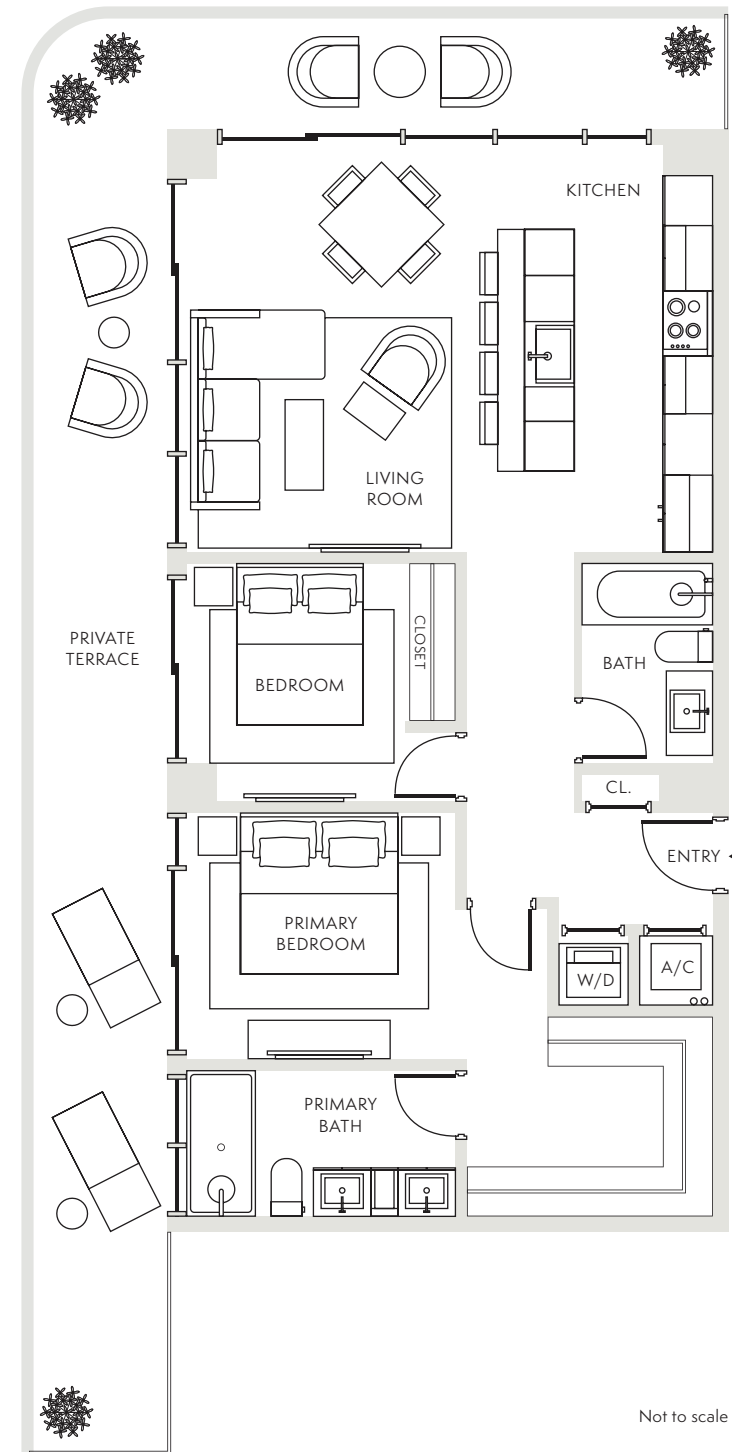 KITCHEN
LIVING
ROOM
PRIVATE
TERRACE
BEDROOM
CLOSET
BATH
CL.
ENTRY
PRIMARY
BEDROOM
W/D
A/C
PRIMARY
BATH
Not to scale